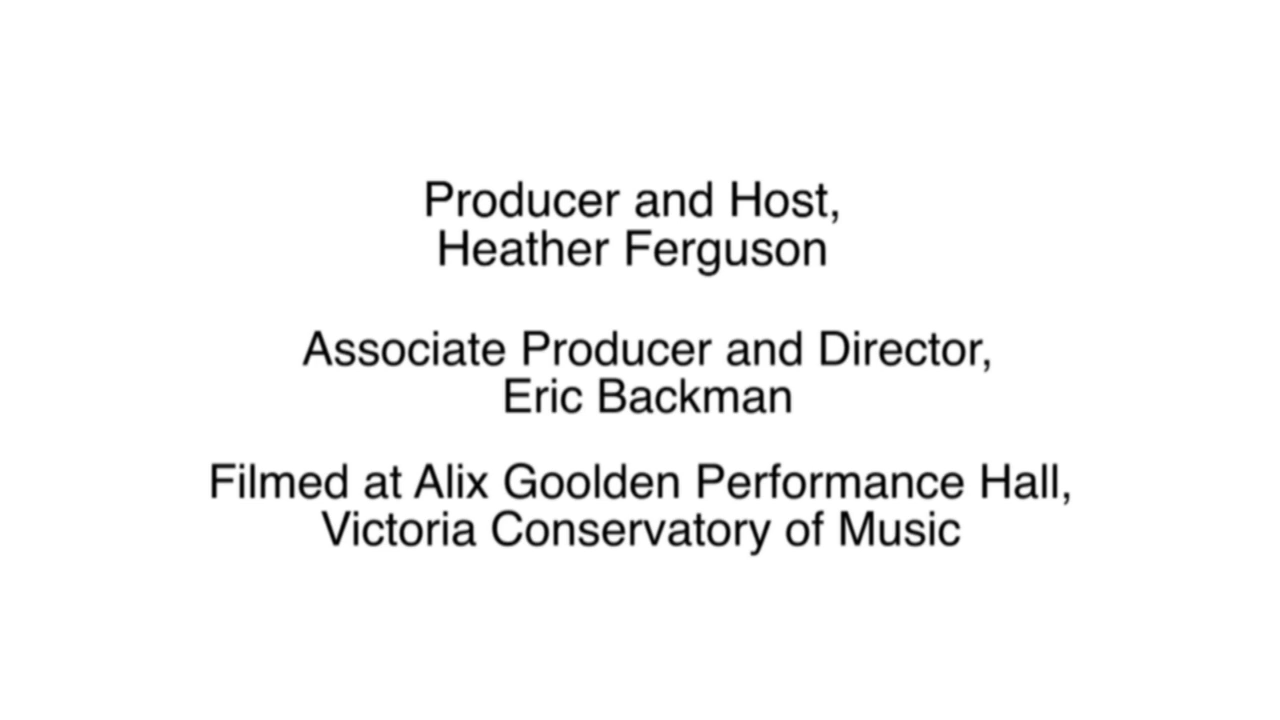 Producer and Host,
Heather Ferguson
Associate Producer and Director,
Eric Backman
Filmed at Alix Goolden Performance Hall,
Victoria Conservatory of Music